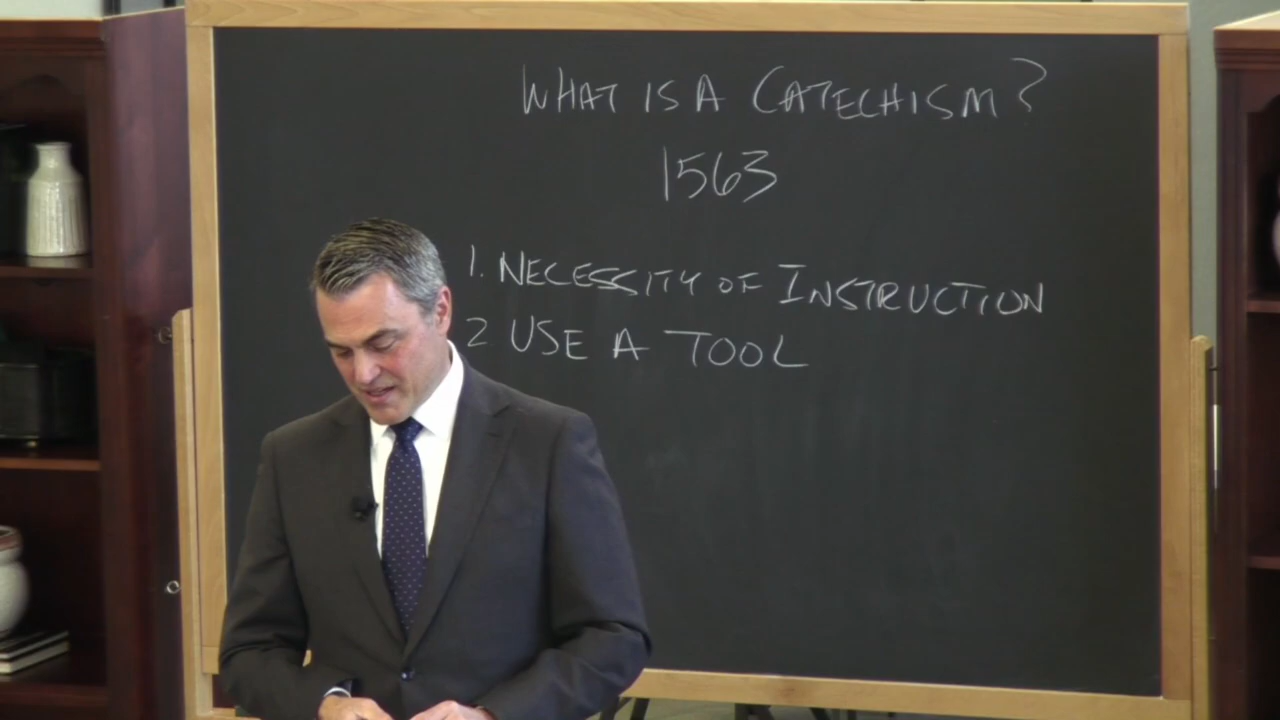 WHAT IS A CATECHISM?
1563
1. NECESSITY OF INSTRUCTION
2 USE A TOOL